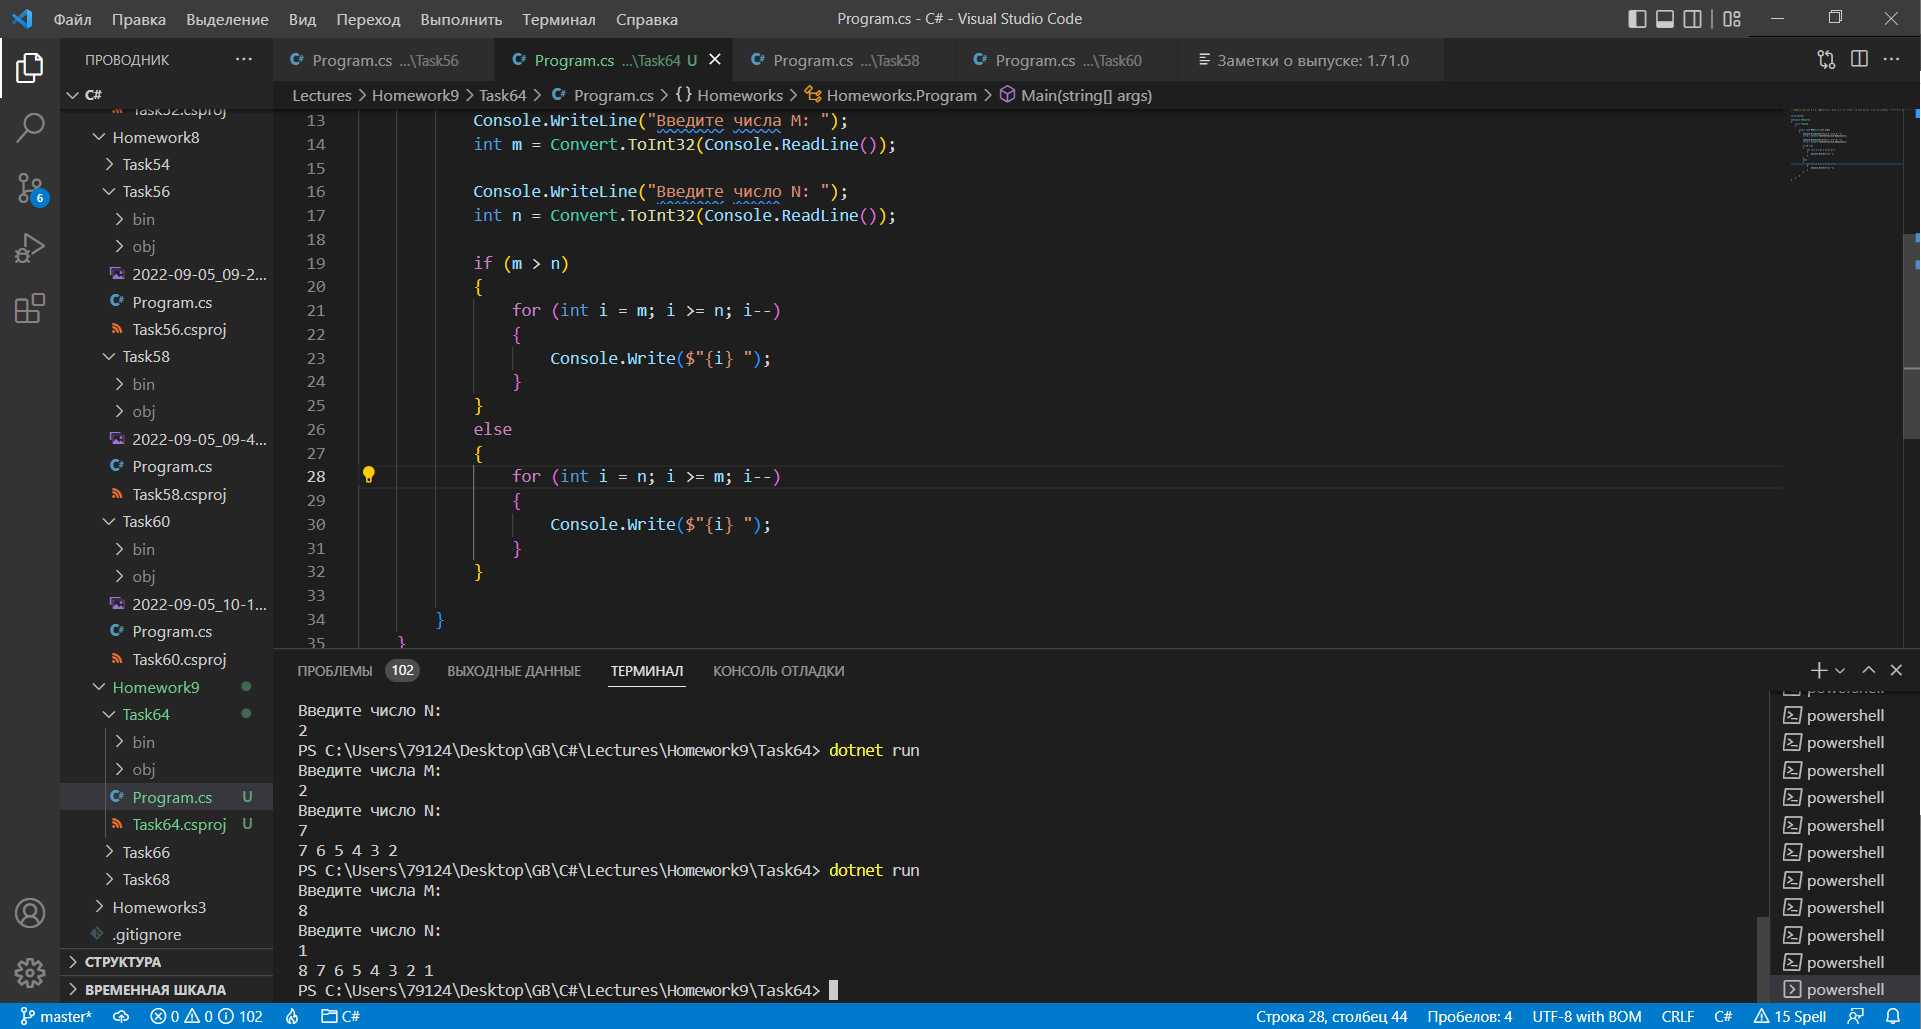 Файл Правка Выделение Вид Переход Выполнить Терминал Справка
Program.cs - C# - Visual Studio Code
ПРОВОДНИК
C#
Task52.csproj
Homework8
Task54
Task56
bin
obj
2022-09-05_09-2...
Program.cs
Task56.csproj
Task58
bin
obj
2022-09-05_09-4...
Program.cs
Task58.csproj
Task60
bin
obj
2022-09-05_10-1...
Program.cs
Task60.csproj
Homework9
Task64
bin
obj
Program.cs U
Task64.csproj U
Task66
Task68
Homeworks3
.gitignore
СТРУКТУРА
ВРЕМЕННАЯ ШКАЛА
6
Program.cs ...\Task56
Program.cs ...\Task64 U
Program.cs ...\Task58
Program.cs ...\Task60
Заметки о выпуске: 1.71.0
Lectures > Homework9 > Task64 > Program.cs > {} Homeworks > Homeworks.Program > Main(string[] args)
13 Console.WriteLine("Введите числа M: ");
14 int m = Convert.ToInt32(Console.ReadLine());
15
16 Console.WriteLine("Введите число N: ");
17 int n = Convert.ToInt32(Console.ReadLine());
18
19 if (m > n)
20 {
21 for (int i = m; i >= n; i--)
22 {
23 Console.Write($"{i} ");
24 }
25 }
26 else
27 {
28 for (int i = n; i >= m; i--)
29 {
30 Console.Write($"{i} ");
31 }
32 }
33
34 }
35 }
ПРОБЛЕМЫ 102 ВЫХОДНЫЕ ДАННЫЕ ТЕРМИНАЛ КОНСОЛЬ ОТЛАДКИ
Введите число N:
2
PS C:\Users\79124\Desktop\GB\C#\Lectures\Homework9\Task64> dotnet run
Введите числа M:
2
Введите число N:
7
7 6 5 4 3 2
PS C:\Users\79124\Desktop\GB\C#\Lectures\Homework9\Task64> dotnet run
Введите числа M:
8
Введите число N:
1
8 7 6 5 4 3 2 1
PS C:\Users\79124\Desktop\GB\C#\Lectures\Homework9\Task64>
powershell
powershell
powershell
powershell
powershell
powershell
powershell
powershell
powershell
powershell
powershell
powershell
master* 0 0 102 C#
Строка 28, столбец 44 Пробелов: 4 UTF-8 with BOM CRLF C# 15 Spell